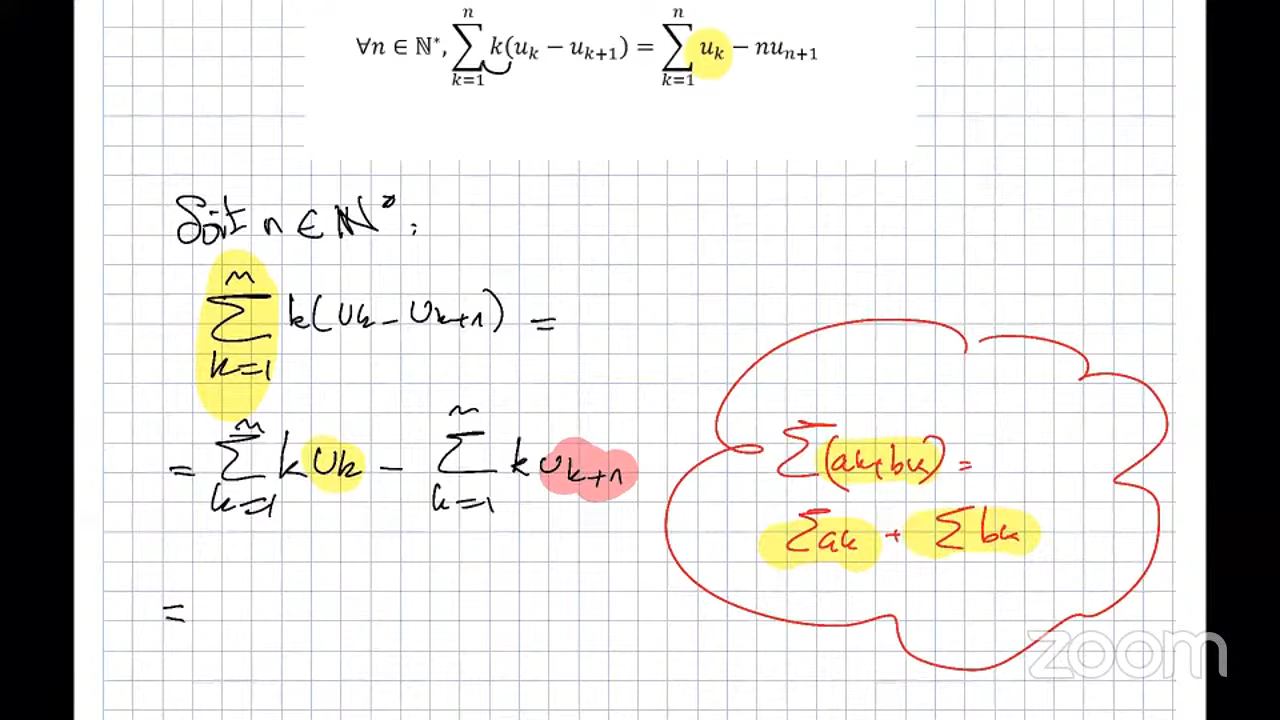 ∀n ∈ ℕ*, ∑_{k=1}^{n} k(u_k − u_{k+1}) = ∑_{k=1}^{n} u_k − nu_{n+1}
Soit n ∈ ℕ* :
∑_{k=1}^{n} k(u_k − u_{k+1}) =
= ∑_{k=1}^{n} k u_k − ∑_{k=1}^{n} k u_{k+1}
∑(a_k + b_k) =
∑a_k + ∑b_k
=
zoom